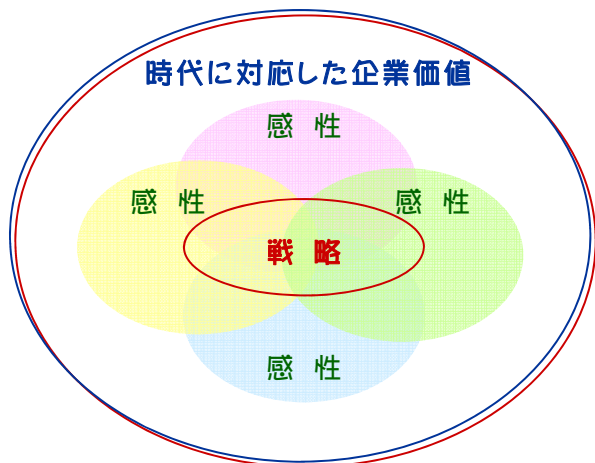 時代に対応した企業価値
感 性
感 性
感 性
戦 略
感 性